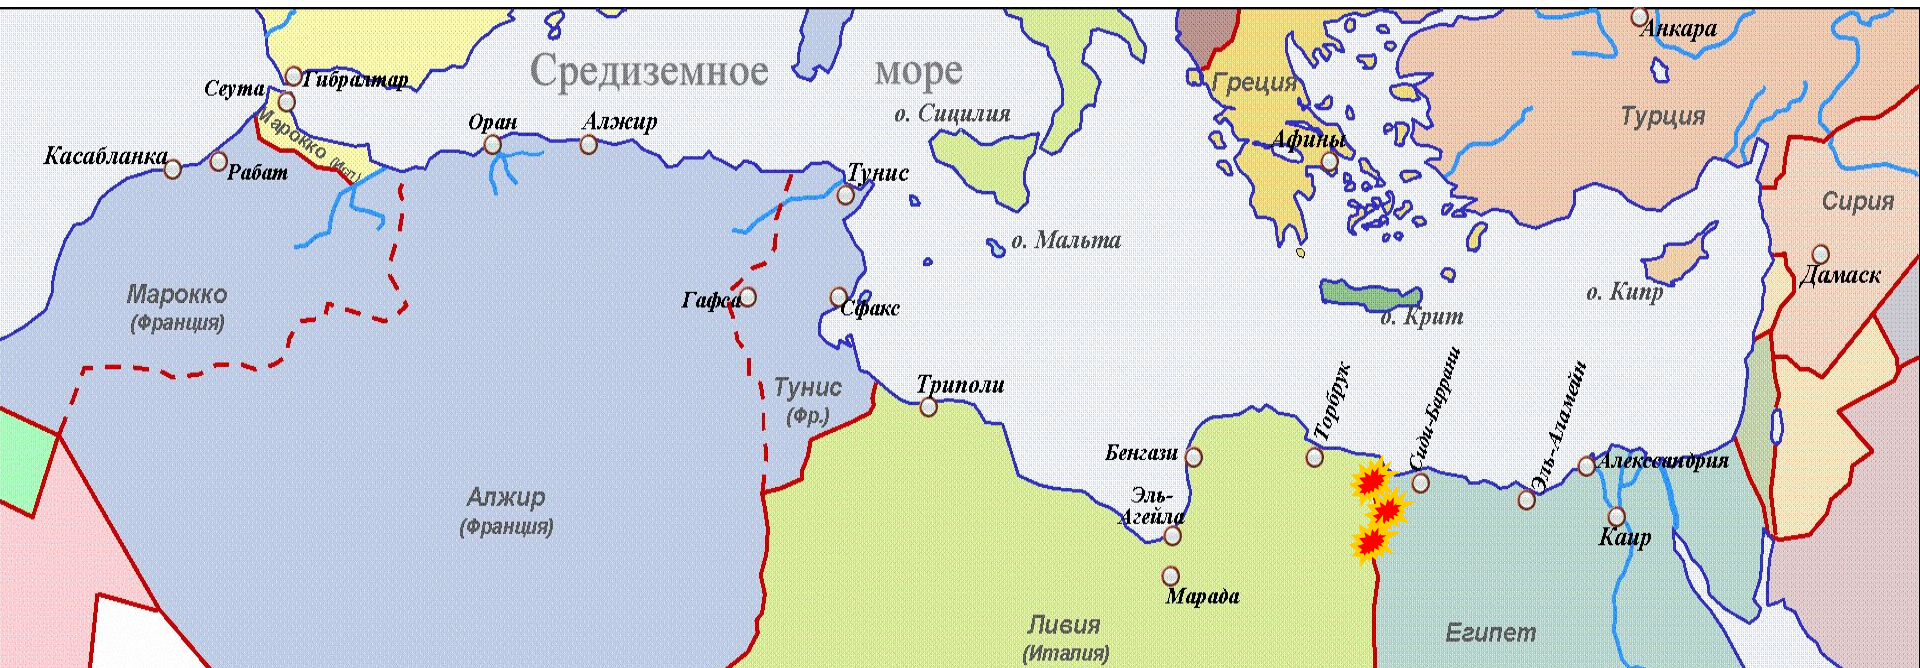 Анкара
Средиземное море
Гибралтар
Сеута
Греция
о. Сицилия
Турция
Марокко (Исп.)
Оран
Алжир
Афины
Касабланка
Рабат
Тунис
Сирия
о. Мальта
Дамаск
Марокко
(Франция)
Гафса
Сфакс
о. Кипр
о. Крит
Тунис
(Фр.)
Триполи
Торбрук
Сиди-Баррани
Эль-Аламейн
Бенгази
Александрия
Алжир
(Франция)
Эль-
Агейла
Каир
Марада
Ливия
(Италия)
Египет